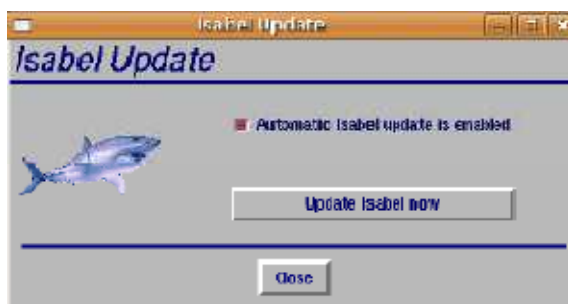 Isabel Update
Isabel Update
Automatic Isabel update is enabled
Update Isabel now
Close